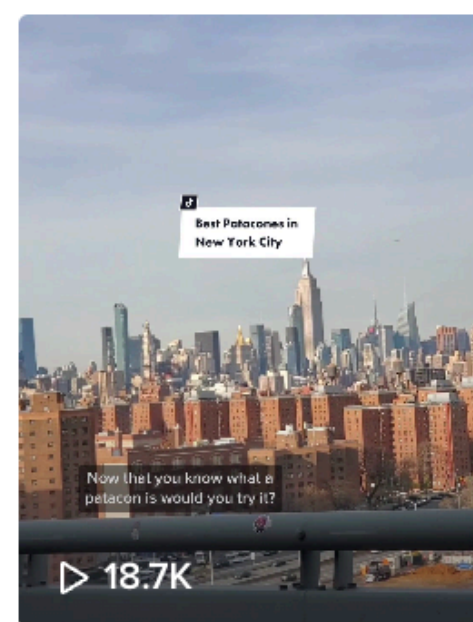 Best Patacones in
New York City
Now that you know what a
patacon is would you try it?
18.7K